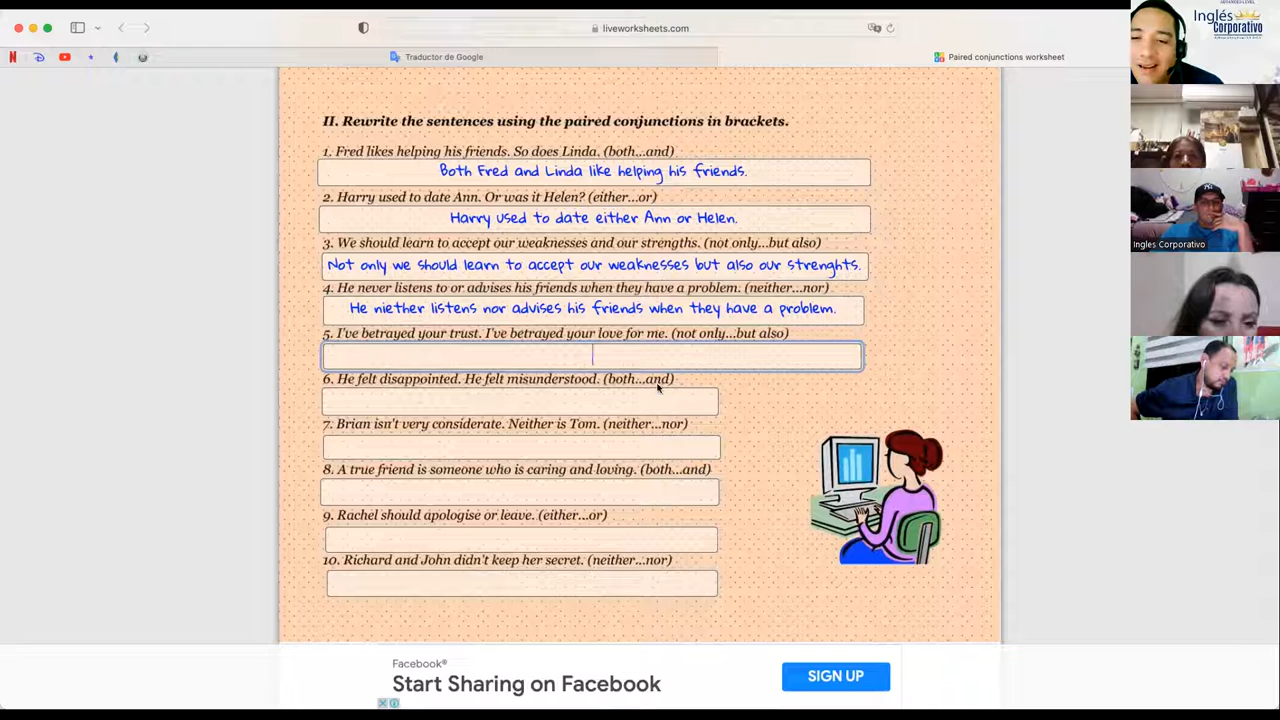 liveworksheets.com
Traductor de Google
Paired conjunctions worksheet
II. Rewrite the sentences using the paired conjunctions in brackets.
1. Fred likes helping his friends. So does Linda. (both...and)
Both Fred and Linda like helping his friends.
2. Harry used to date Ann. Or was it Helen? (either...or)
Harry used to date either Ann or Helen.
3. We should learn to accept our weaknesses and our strengths. (not only...but also)
Not only we should learn to accept our weaknesses but also our strenghts.
4. He never listens to or advises his friends when they have a problem. (neither...nor)
He niether listens nor advises his friends when they have a problem.
5. I've betrayed your trust. I've betrayed your love for me. (not only...but also)
6. He felt disappointed. He felt misunderstood. (both...and)
7. Brian isn't very considerate. Neither is Tom. (neither...nor)
8. A true friend is someone who is caring and loving. (both...and)
9. Rachel should apologise or leave. (either...or)
10. Richard and John didn't keep her secret. (neither...nor)
Facebook®
Start Sharing on Facebook
SIGN UP
Inglés
Corporativo
Ingles Corporativo